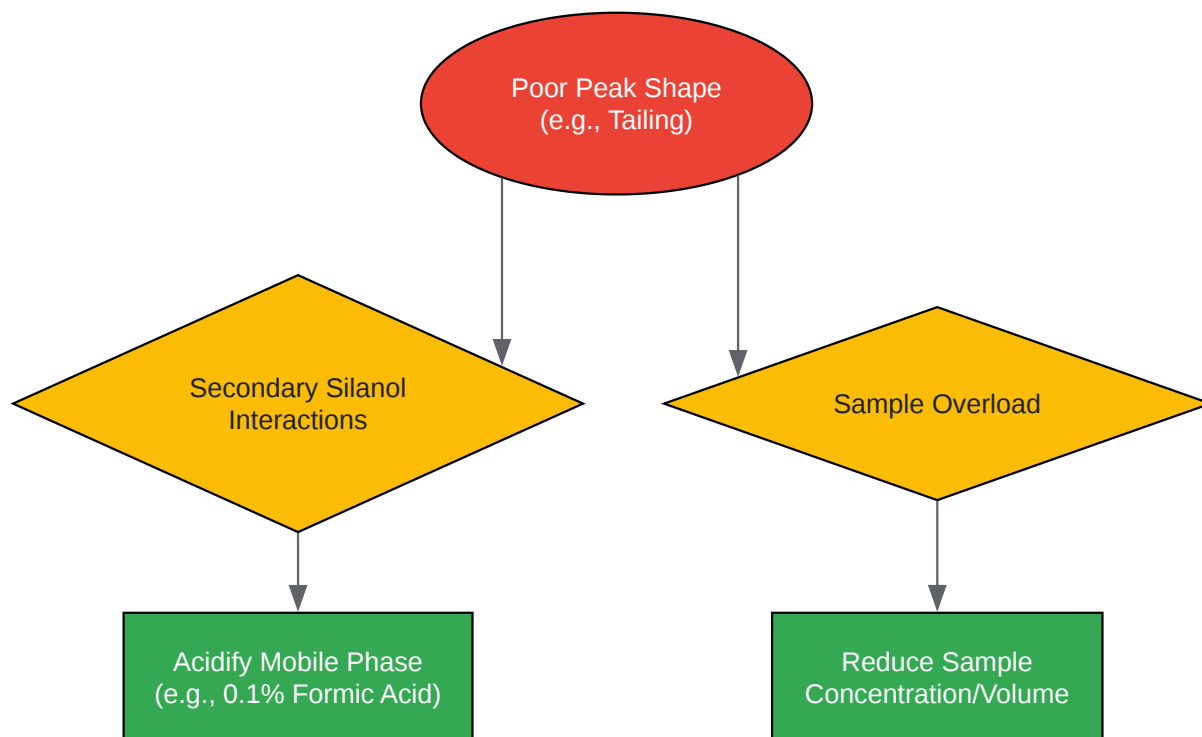 Poor Peak Shape
(e.g., Tailing)
Secondary Silanol
Interactions
Sample Overload
Acidify Mobile Phase
(e.g., 0.1% Formic Acid)
Reduce Sample
Concentration/Volume